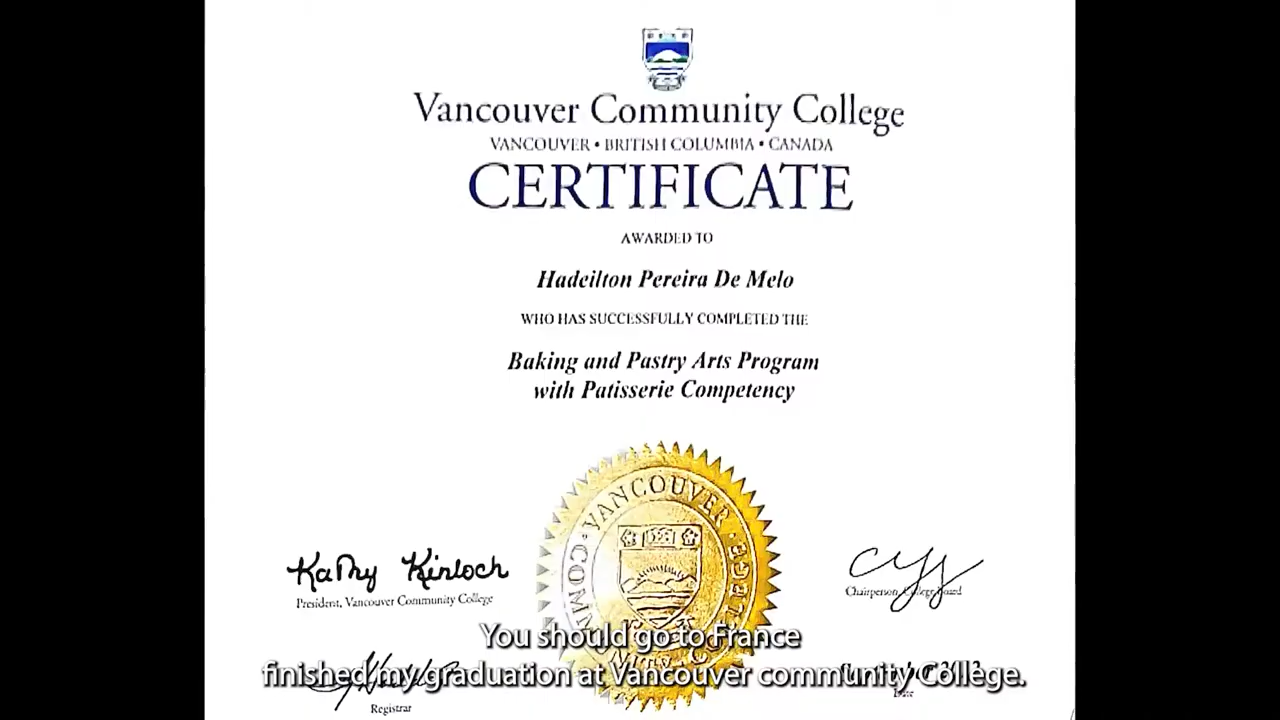 Vancouver Community College
VANCOUVER • BRITISH COLUMBIA • CANADA
CERTIFICATE
AWARDED TO
Hadeilton Pereira De Melo
WHO HAS SUCCESSFULLY COMPLETED THE
Baking and Pastry Arts Program
with Patisserie Competency
VANCOUVER COMMUNITY COLLEGE
Kathy Kinloch
President, Vancouver Community College
Chairperson, College Board
You should go to France
finished my graduation at Vancouver community College.
Registrar
Date